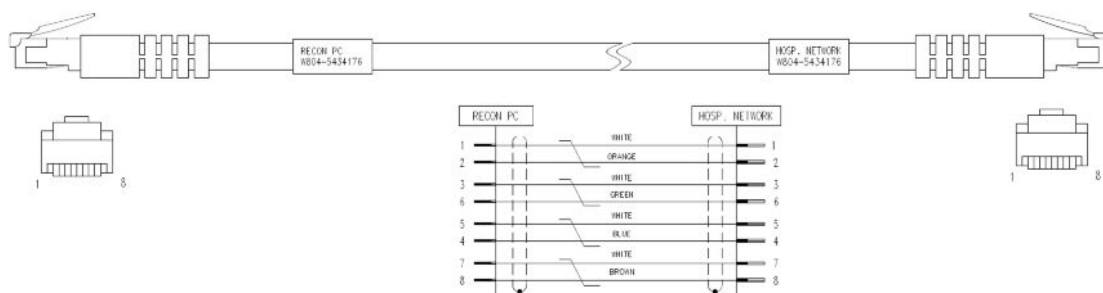 RECON PC
W804-5434176
HOSP. NETWORK
W804-5434176
RECON PC
HOSP. NETWORK
1 WHITE 1
2 ORANGE 2
3 WHITE 3
6 GREEN 6
5 WHITE 5
4 BLUE 4
7 WHITE 7
8 BROWN 8
1 8
1 8